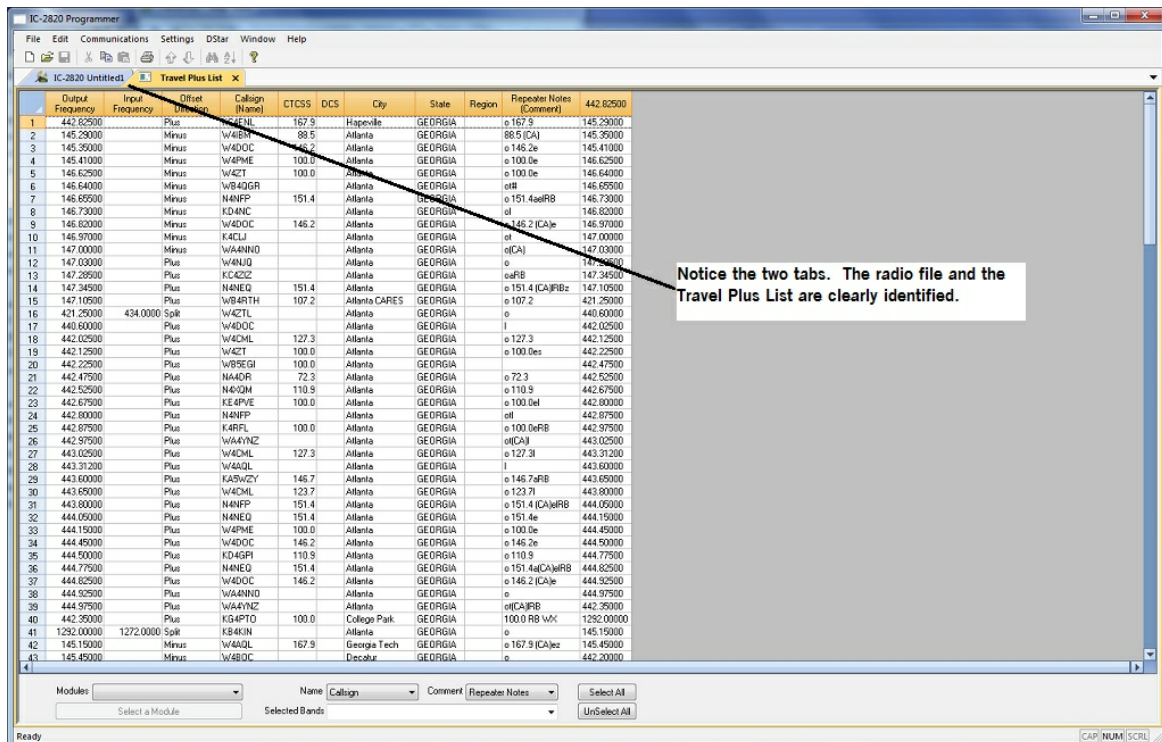 IC-2820 Programmer
File Edit Communications Settings DStar Window Help
IC-2820 Untitled1 Travel Plus List X
Output Frequency Input Frequency Offset Direction Callsign (Name) CTCSS DCS City State Region Repeater Notes (Comment) 442.82500
1 442.82500 Plus Hapeville GEORGIA o 167.9 145.29000
2 145.29000 Minus W4IBM 88.5 Atlanta GEORGIA 88.5 (CA) 145.35000
3 145.35000 Minus W4DOC 146.2 Atlanta GEORGIA o 146.2e 145.41000
4 145.41000 Minus W4PME 100.0 Atlanta GEORGIA o 100.0e 146.62500
5 146.62500 Minus W4ZT 100.0 Atlanta GEORGIA o 100.0e 146.64000
6 146.64000 Minus WB4QGR Atlanta GEORGIA ot# 146.65500
7 146.65500 Minus N4NFP 151.4 Atlanta GEORGIA o 151.4aelRB 146.73000
8 146.73000 Minus KD4NC Atlanta GEORGIA ol 146.82000
9 146.82000 Minus W4DOC 146.2 Atlanta GEORGIA o 146.2 (CA)e 146.97000
10 146.97000 Minus K4CLJ Atlanta GEORGIA ot 147.00000
11 147.00000 Minus WA4NNO Atlanta GEORGIA o(CA) 147.03000
12 147.03000 Plus W4NJQ Atlanta GEORGIA o
13 147.28500 Plus KC4ZIZ Atlanta GEORGIA oaRB 147.34500
14 147.34500 Plus N4NEQ 151.4 Atlanta GEORGIA o 151.4 (CA)lRBz 147.10500
15 147.10500 Plus WB4RTH 107.2 Atlanta CARES GEORGIA o 107.2 421.25000
16 421.25000 434.0000 Split W4ZTL Atlanta GEORGIA o 440.60000
17 440.60000 Plus W4DOC Atlanta GEORGIA l 442.02500
18 442.02500 Plus W4CML 127.3 Atlanta GEORGIA o 127.3 442.12500
19 442.12500 Plus W4ZT 100.0 Atlanta GEORGIA o 100.0es 442.22500
20 442.22500 Plus WB5EGI 100.0 Atlanta GEORGIA 442.47500
21 442.47500 Plus NA4DR 72.3 Atlanta GEORGIA o 72.3 442.52500
22 442.52500 Plus N4XQM 110.9 Atlanta GEORGIA o 110.9 442.67500
23 442.67500 Plus KE4PVE 100.0 Atlanta GEORGIA o 100.0el 442.80000
24 442.80000 Plus N4NFP Atlanta GEORGIA otl 442.87500
25 442.87500 Plus K4RFL 100.0 Atlanta GEORGIA o 100.0eRB 442.97500
26 442.97500 Plus WA4YNZ Atlanta GEORGIA ot(CA)l 443.02500
27 443.02500 Plus W4CML 127.3 Atlanta GEORGIA o 127.3l 443.31200
28 443.31200 Plus W4AQL Atlanta GEORGIA l 443.60000
29 443.60000 Plus KA5WZY 146.7 Atlanta GEORGIA o 146.7aRB 443.65000
30 443.65000 Plus W4CML 123.7 Atlanta GEORGIA o 123.7l 443.80000
31 443.80000 Plus N4NFP 151.4 Atlanta GEORGIA o 151.4 (CA)elRB 444.05000
32 444.05000 Plus N4NEQ 151.4 Atlanta GEORGIA o 151.4e 444.15000
33 444.15000 Plus W4PME 100.0 Atlanta GEORGIA o 100.0e 444.45000
34 444.45000 Plus W4DOC 146.2 Atlanta GEORGIA o 146.2e 444.50000
35 444.50000 Plus KD4GPI 110.9 Atlanta GEORGIA o 110.9 444.77500
36 444.77500 Plus N4NEQ 151.4 Atlanta GEORGIA o 151.4a(CA)elRB 444.82500
37 444.82500 Plus W4DOC 146.2 Atlanta GEORGIA o 146.2 (CA)e 444.92500
38 444.92500 Plus WA4NNO Atlanta GEORGIA o 444.97500
39 444.97500 Plus WA4YNZ Atlanta GEORGIA ot(CA)lRB 442.35000
40 442.35000 Plus KG4PTO 100.0 College Park GEORGIA 100.0 RB WX 1292.00000
41 1292.00000 1272.0000 Split KB4KIN Atlanta GEORGIA o 145.15000
42 145.15000 Minus W4AQL 167.9 Georgia Tech GEORGIA o 167.9 (CA)ez 145.45000
43 145.45000 Minus W4BOC Decatur GEORGIA o 442.20000
Notice the two tabs. The radio file and the
Travel Plus List are clearly identified.
Modules Name Callsign Comment Repeater Notes Select All
Select a Module Selected Bands UnSelect All
Ready CAP NUM SCRL